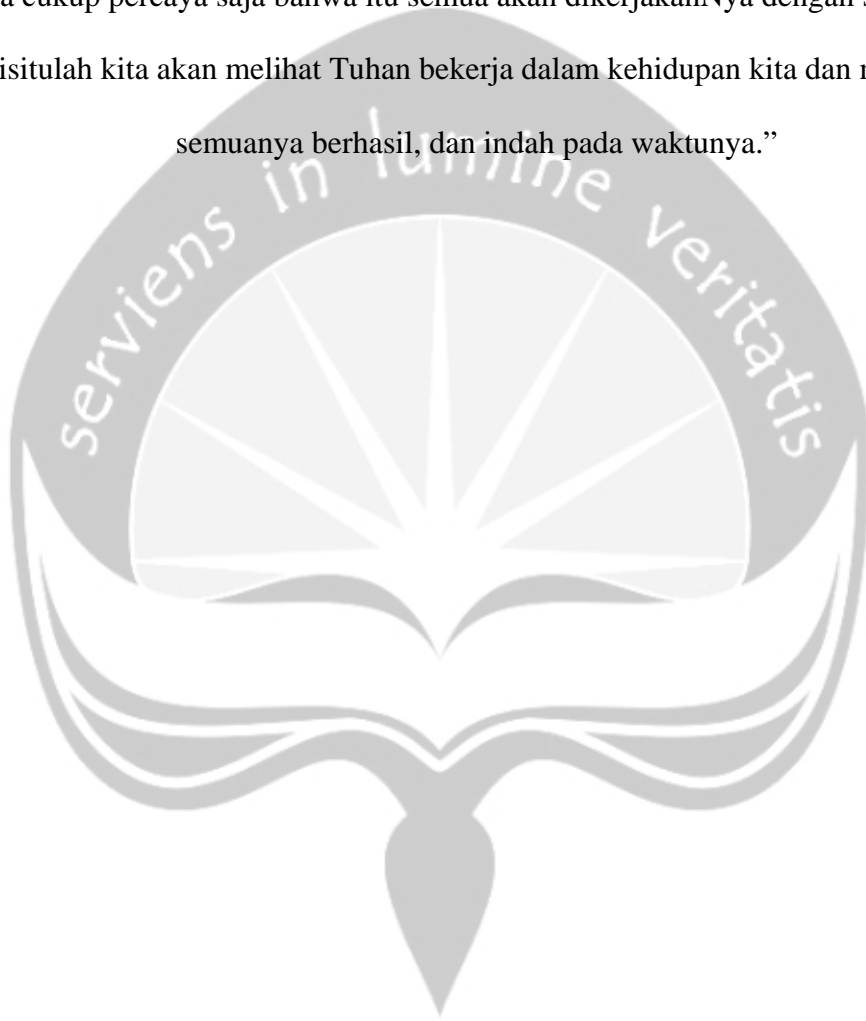 cukup percaya saja bahwa itu semua akan dikerjakanNya dengan
isitulah kita akan melihat Tuhan bekerja dalam kehidupan kita dan
semuanya berhasil, dan indah pada waktunya.”
serviens in lumine veritatis